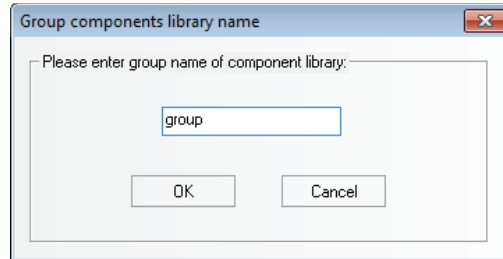 Group components library name
Please enter group name of component library:
group
OK
Cancel